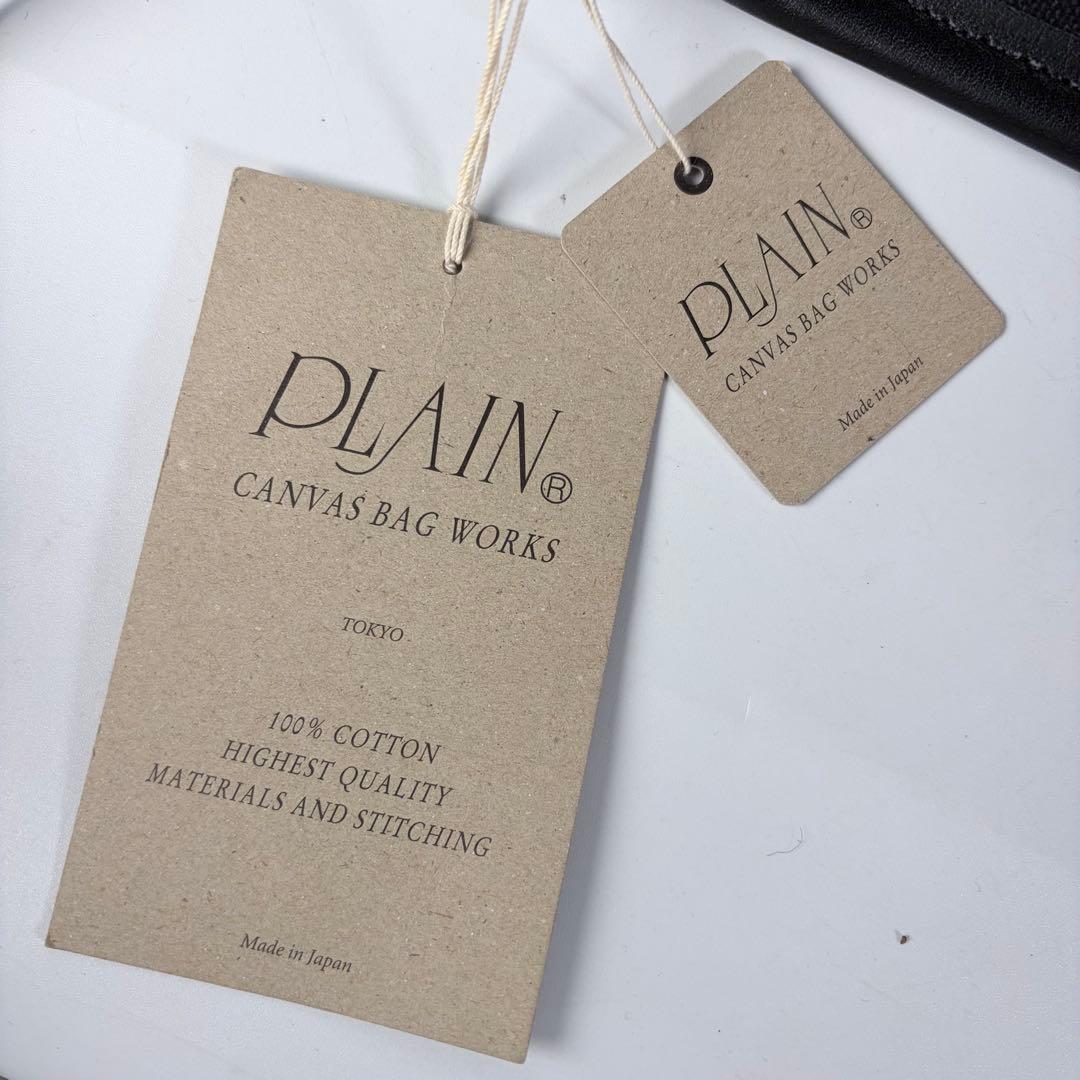 PLAIN®
CANVAS BAG WORKS
TOKYO
100% COTTON
HIGHEST QUALITY
MATERIALS AND STITCHING
Made in Japan
PLAIN®
CANVAS BAG WORKS
Made in Japan